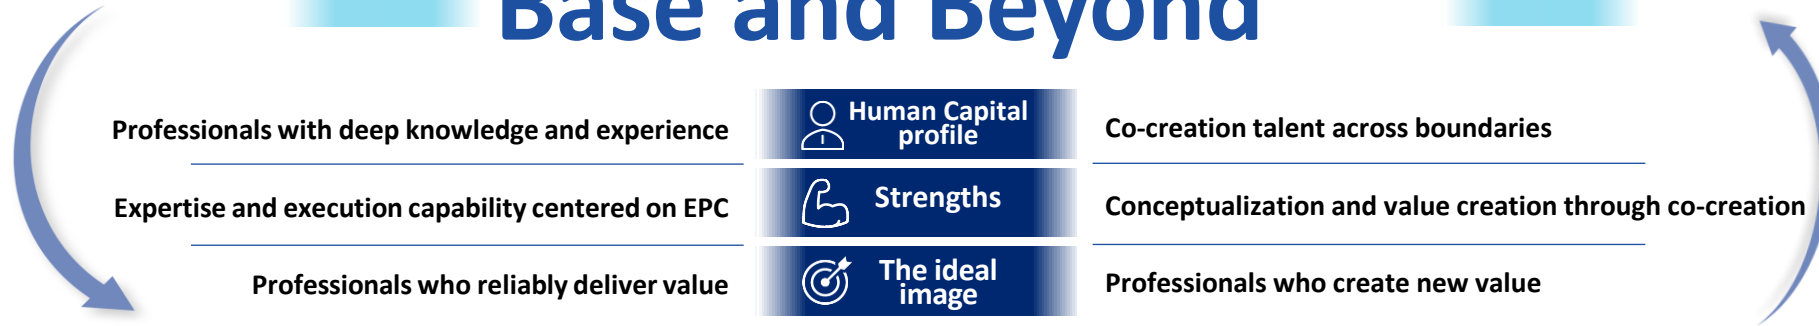 Base and Beyond
Professionals with deep knowledge and experience
Human Capital
profile
Co-creation talent across boundaries
Expertise and execution capability centered on EPC
Strengths
Conceptualization and value creation through co-creation
Professionals who reliably deliver value
The ideal
image
Professionals who create new value